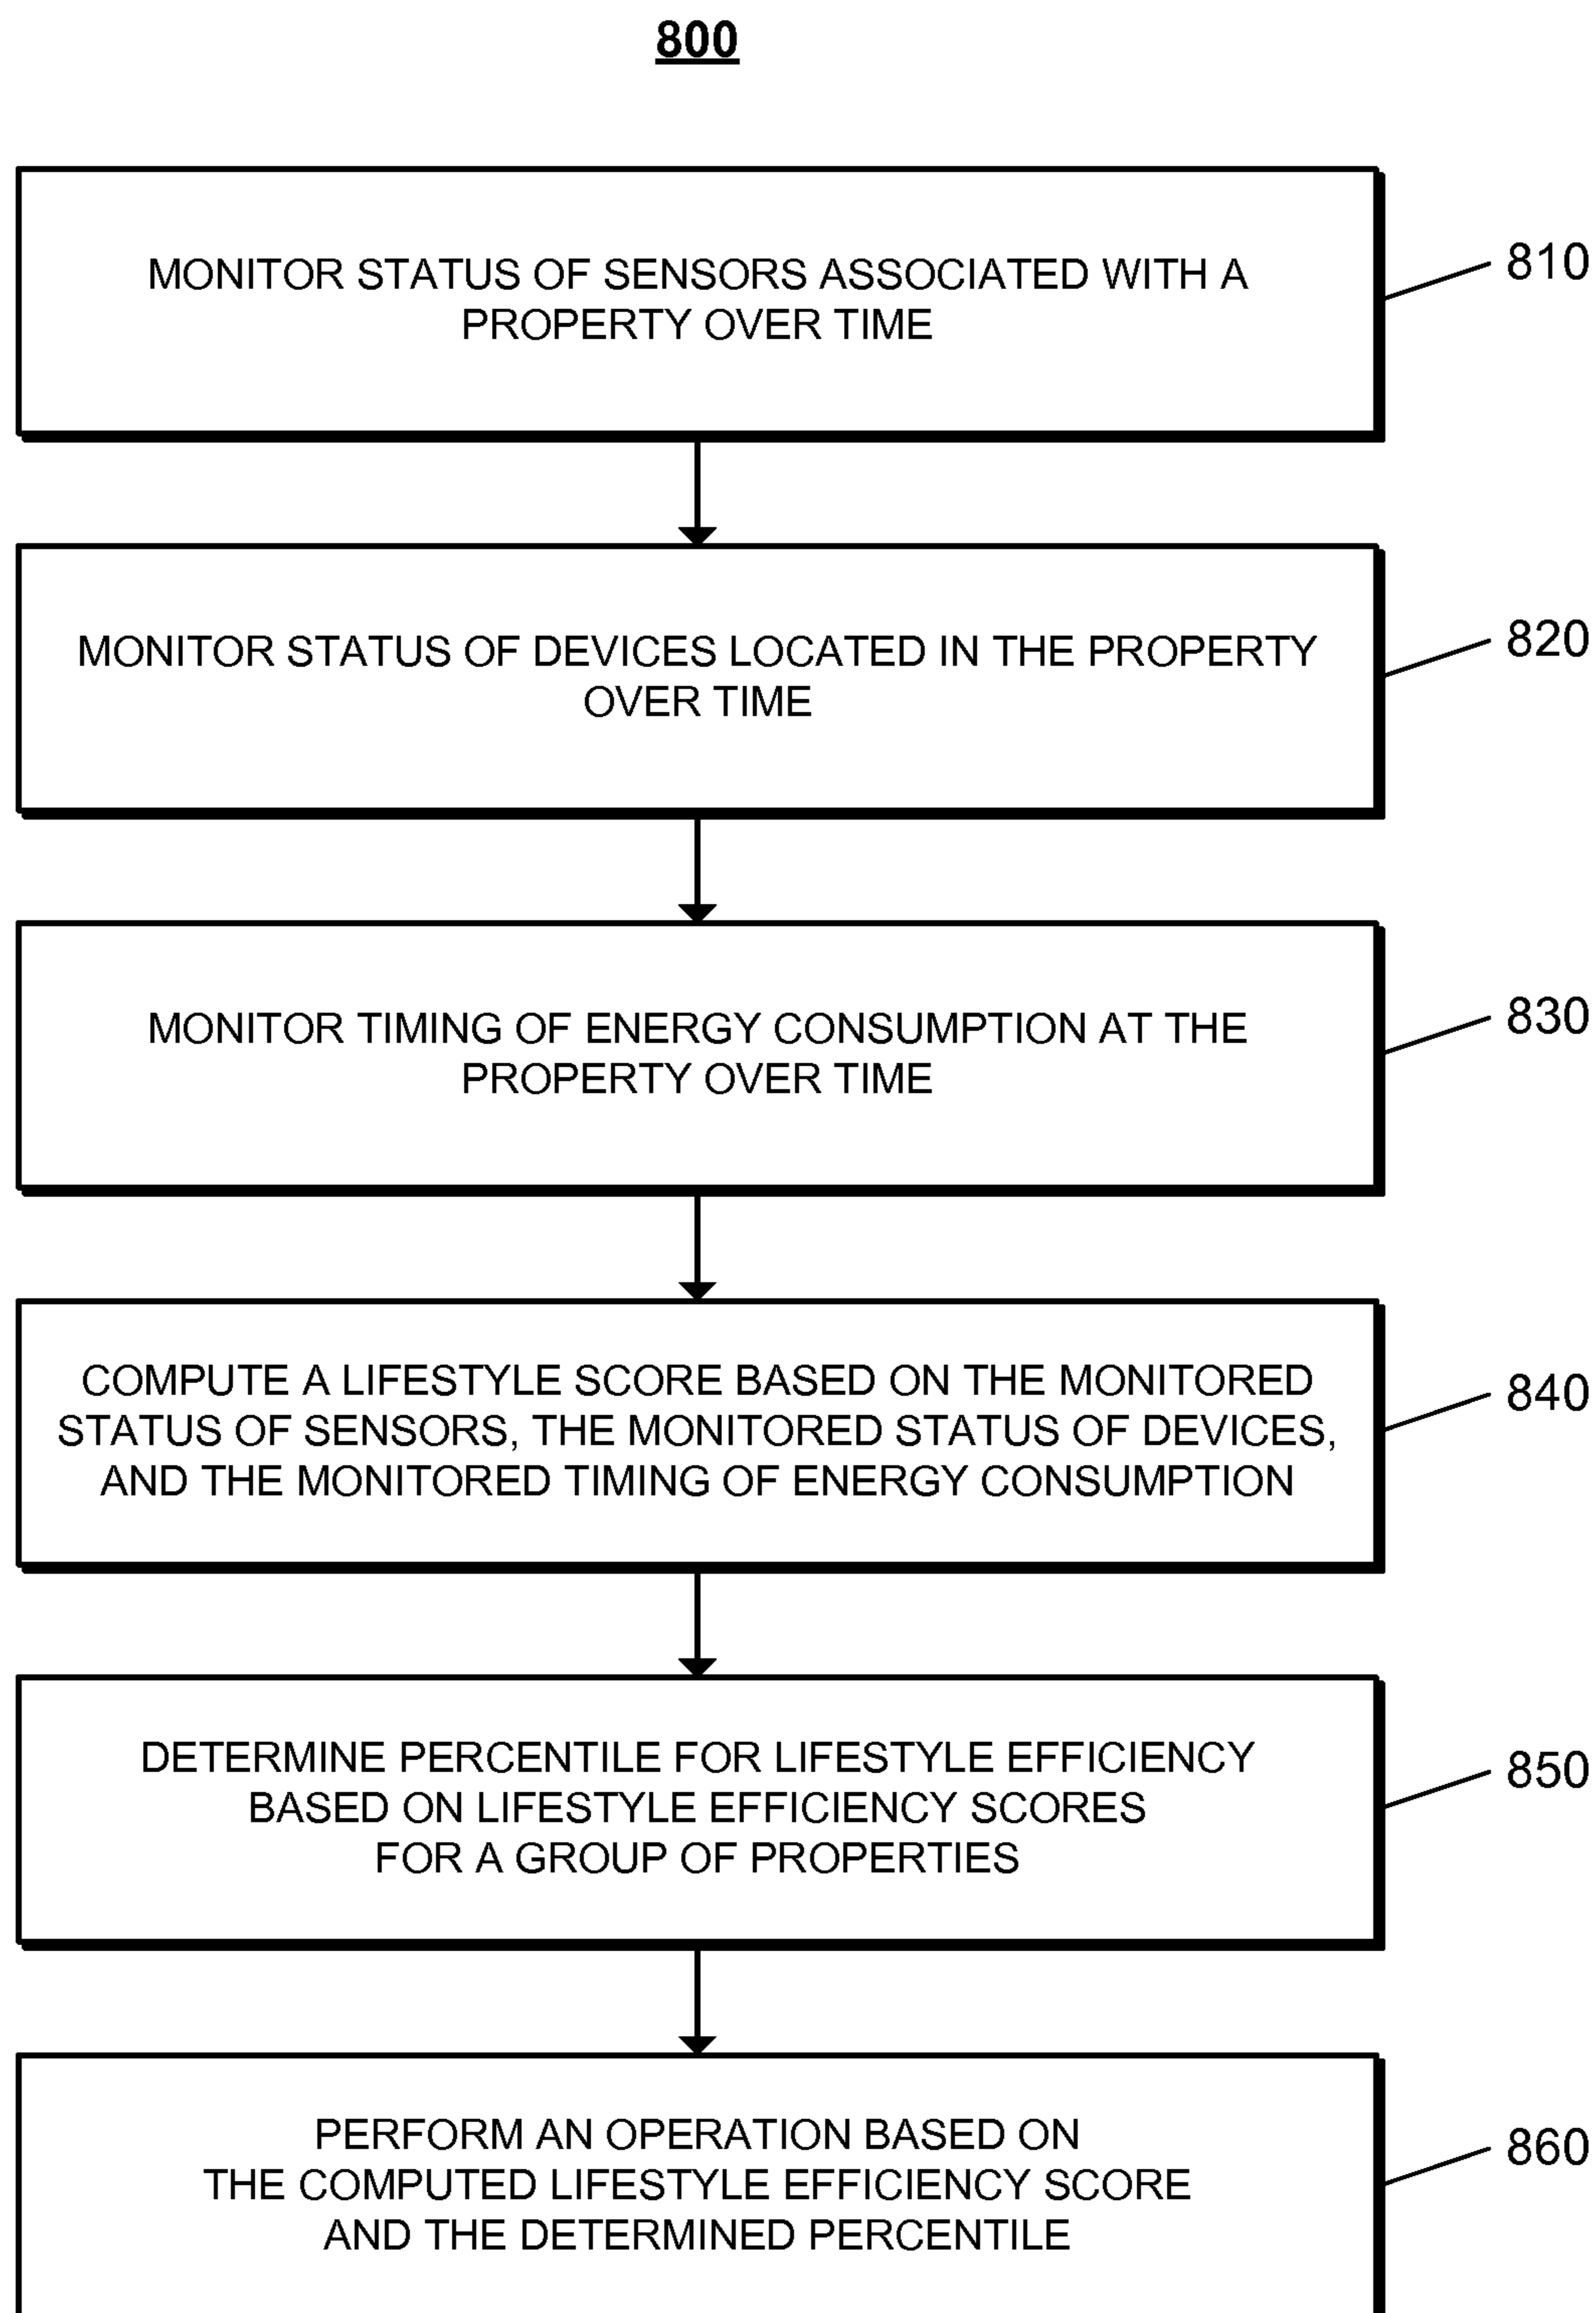 800
MONITOR STATUS OF SENSORS ASSOCIATED WITH A
PROPERTY OVER TIME
810
MONITOR STATUS OF DEVICES LOCATED IN THE PROPERTY
OVER TIME
820
MONITOR TIMING OF ENERGY CONSUMPTION AT THE
PROPERTY OVER TIME
830
COMPUTE A LIFESTYLE SCORE BASED ON THE MONITORED
STATUS OF SENSORS, THE MONITORED STATUS OF DEVICES,
AND THE MONITORED TIMING OF ENERGY CONSUMPTION
840
DETERMINE PERCENTILE FOR LIFESTYLE EFFICIENCY
BASED ON LIFESTYLE EFFICIENCY SCORES
FOR A GROUP OF PROPERTIES
850
PERFORM AN OPERATION BASED ON
THE COMPUTED LIFESTYLE EFFICIENCY SCORE
AND THE DETERMINED PERCENTILE
860